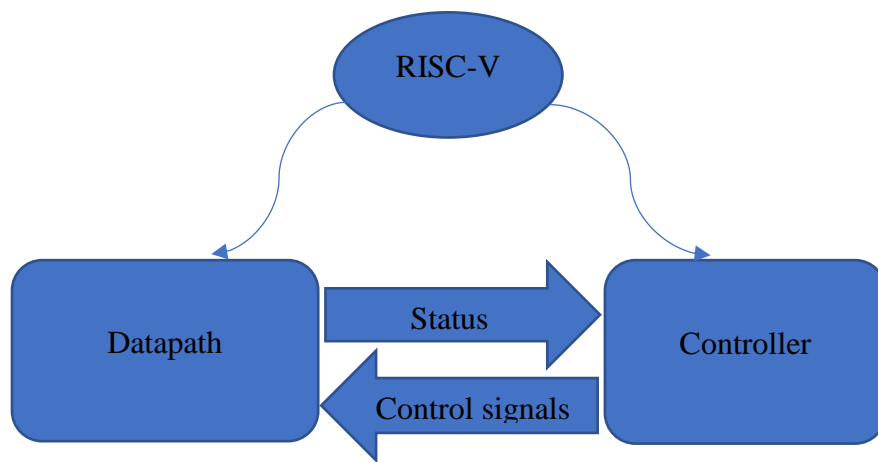 RISC-V
Datapath
Status
Controller
Control signals